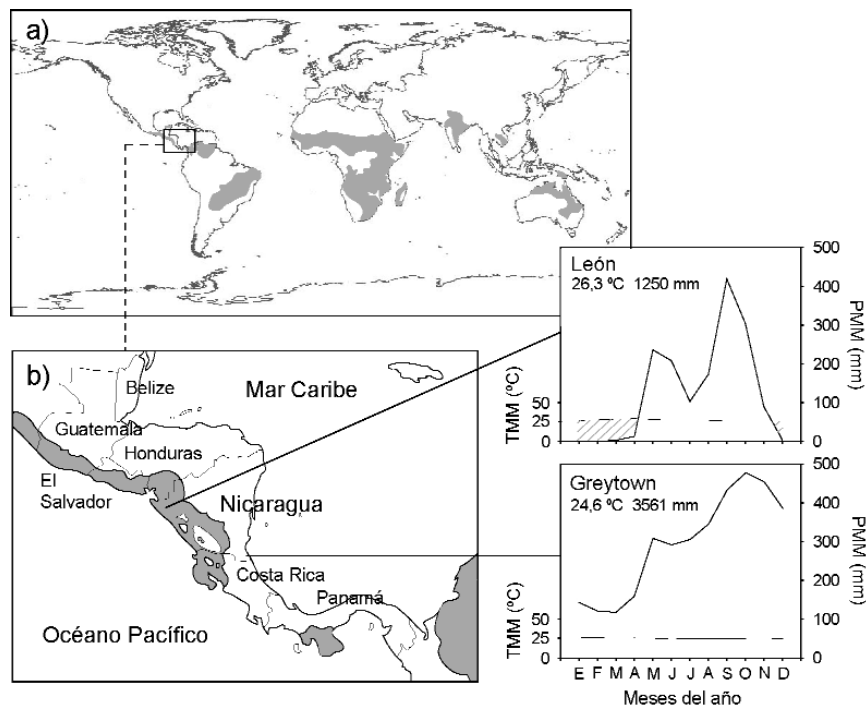 a)
b)
Belize
Mar Caribe
Guatemala
Honduras
El
Salvador
Nicaragua
Costa Rica
Panamá
Océano Pacífico
León
26,3 ºC 1250 mm
500
400
300
200
100
0
PMM (mm)
50
25
0
TMM (ºC)
Greytown
24,6 ºC 3561 mm
500
400
300
200
100
0
PMM (mm)
50
25
0
TMM (ºC)
E F M A M J J A S O N D
Meses del año